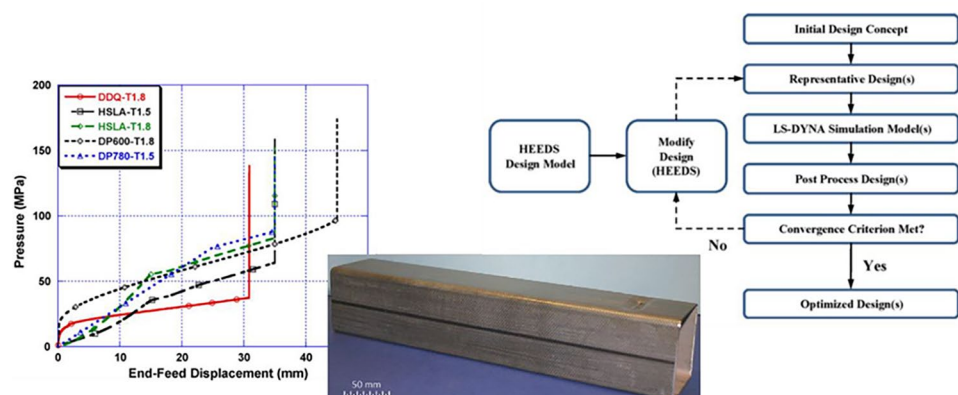 200
150
100
50
0
0
10
20
30
40
Pressure (MPa)
End-Feed Displacement (mm)
DDQ-T1.8
HSLA-T1.5
HSLA-T1.8
DP600-T1.8
DP780-T1.5
50 mm
HEEDS
Design Model
Modify
Design
(HEEDS)
Initial Design Concept
Representative Design(s)
LS-DYNA Simulation Model(s)
Post Process Design(s)
Convergence Criterion Met?
No
Yes
Optimized Design(s)